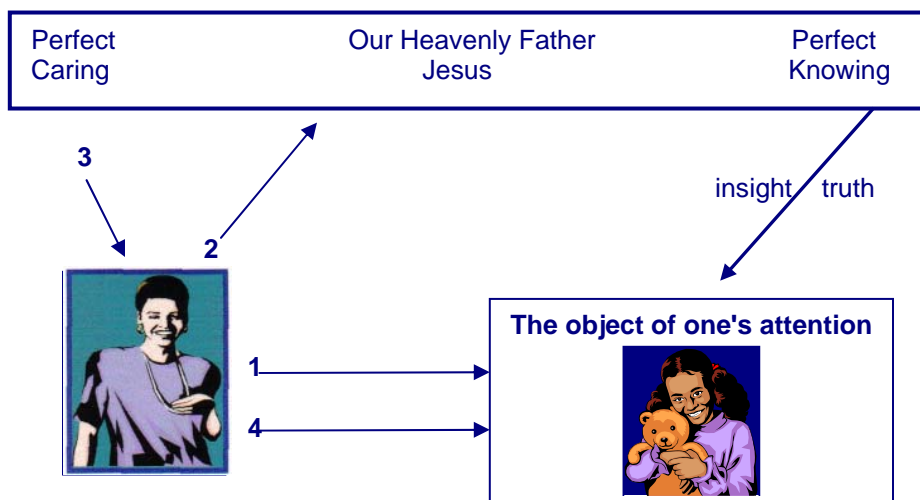 Perfect Our Heavenly Father Perfect
Caring Jesus Knowing
3
insight truth
2
The object of one's attention
1
4